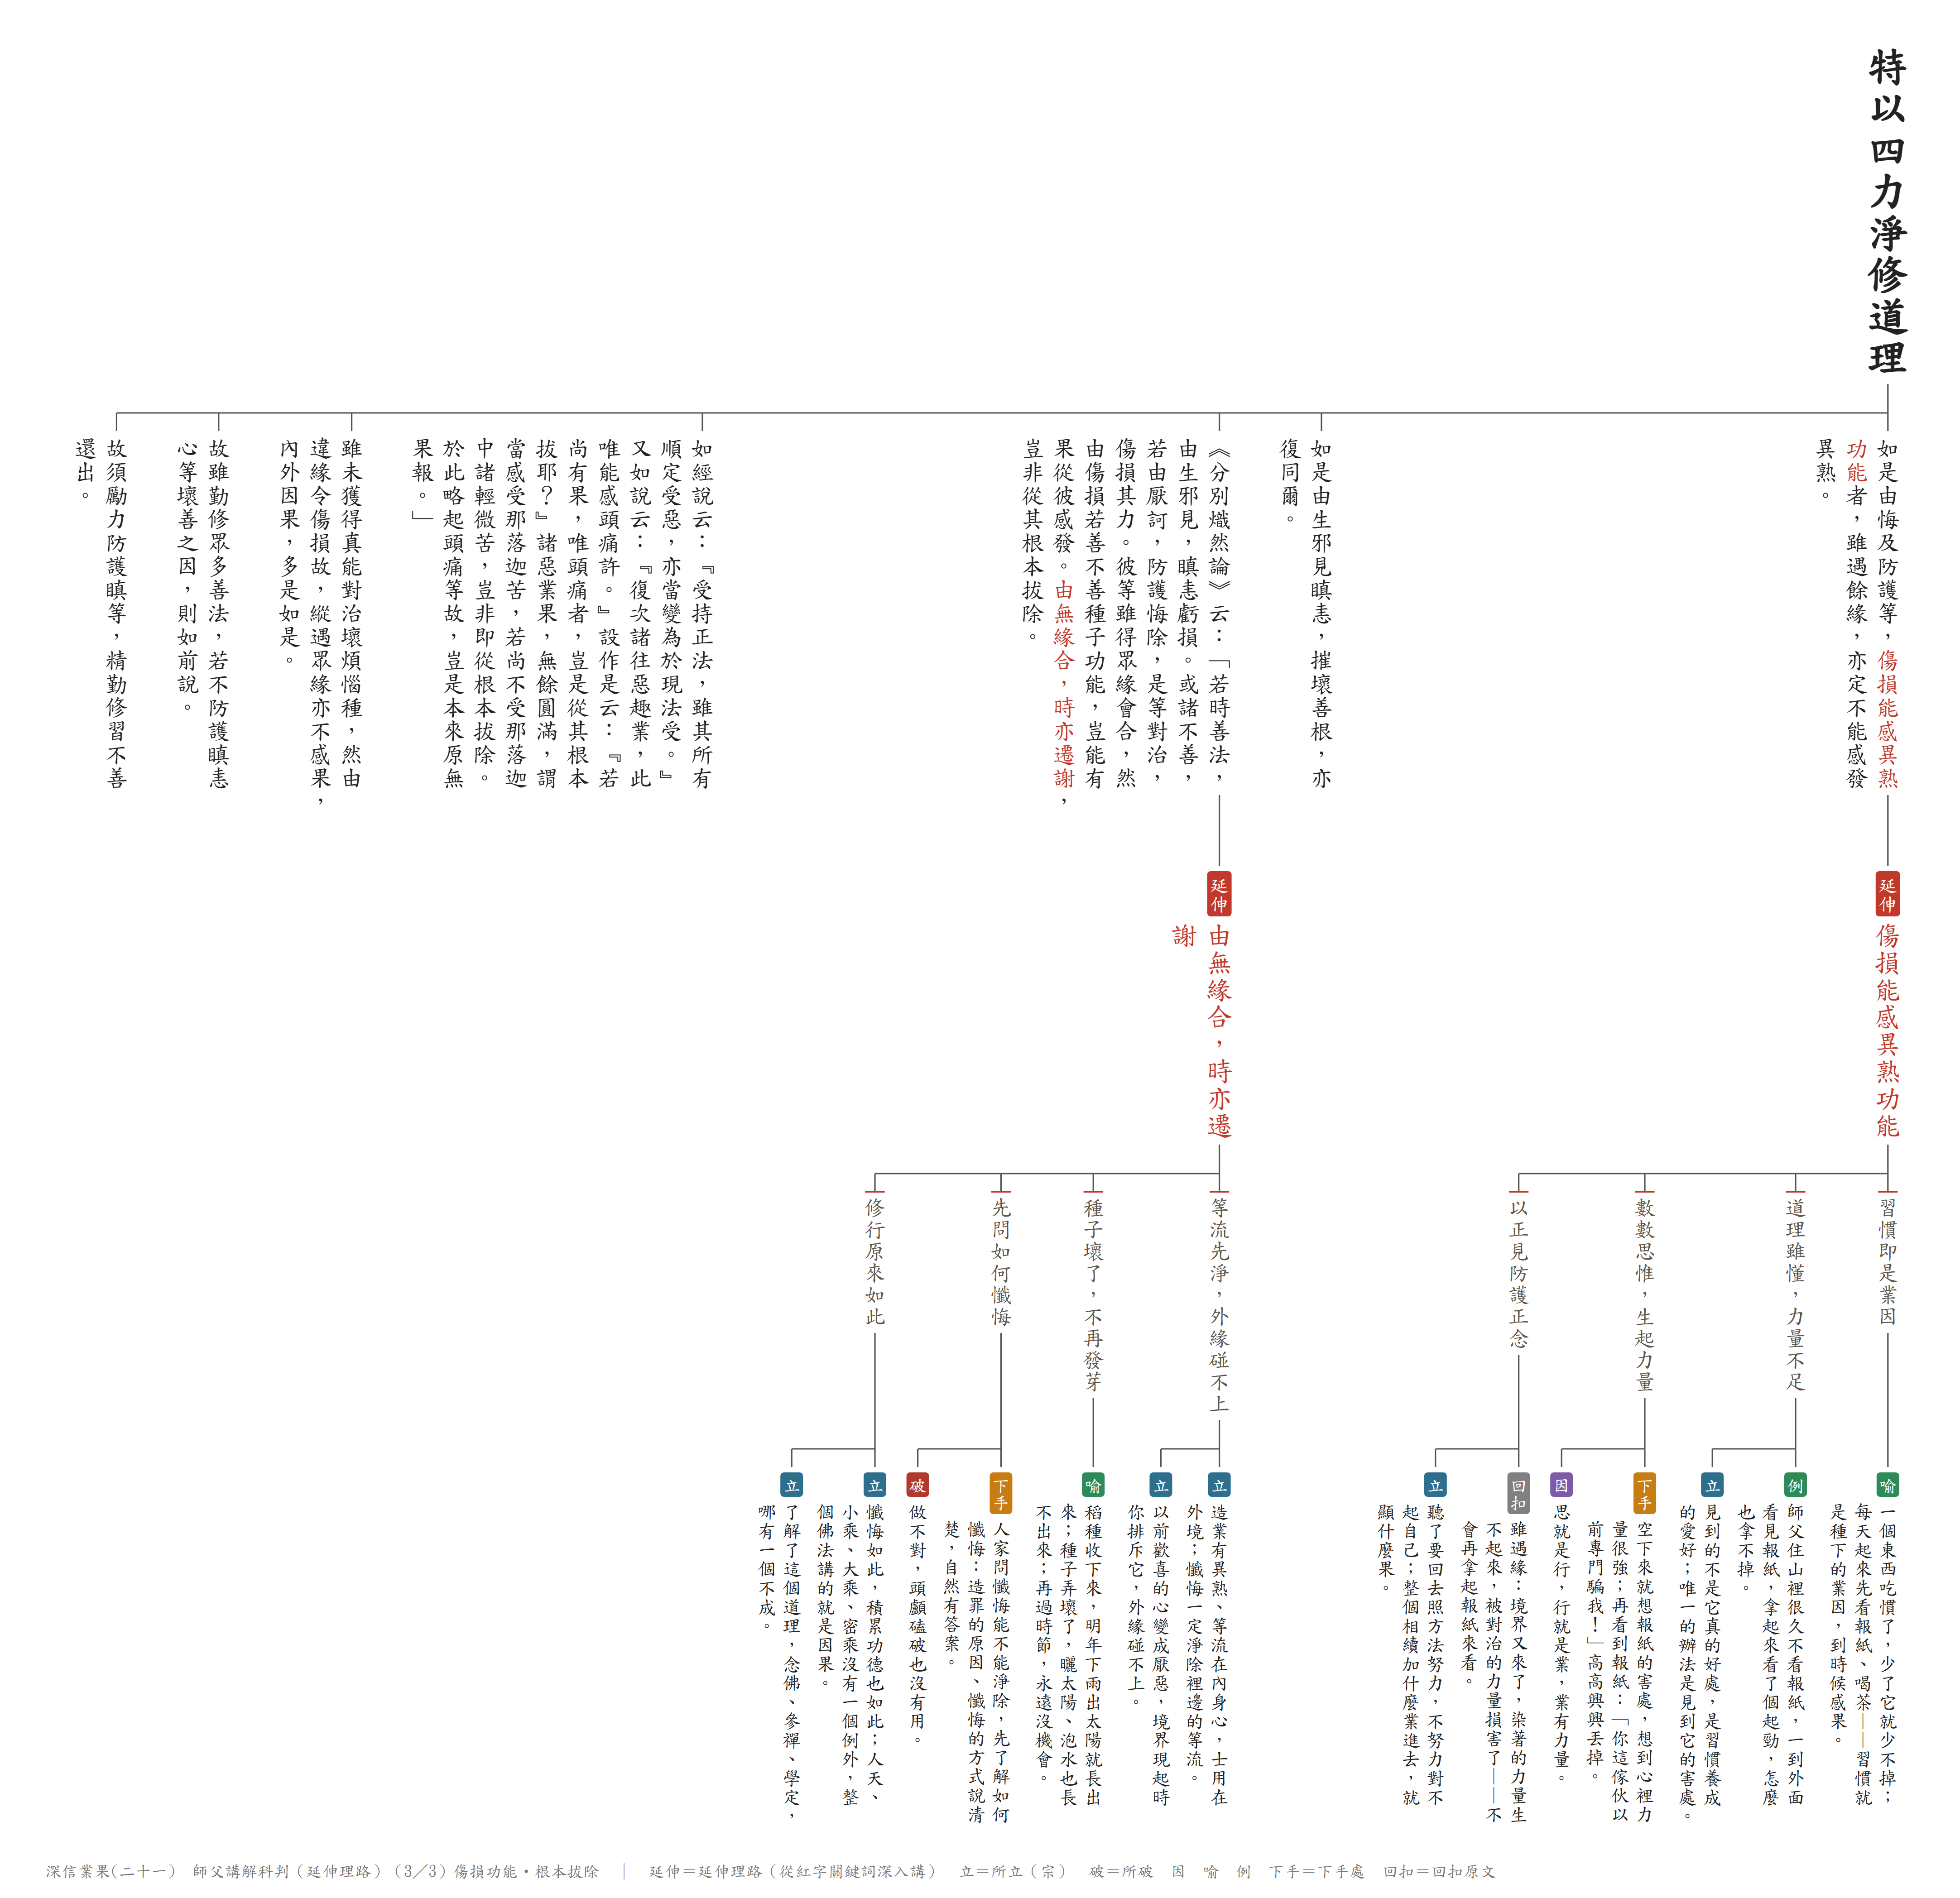 特以四力淨修道理
如是由悔及防護等，傷損能感異熟
功能者，雖遇餘緣，亦定不能感發
異熟。
如是由生邪見瞋恚，摧壞善根，亦
復同爾。
《分別熾然論》云：「若時善法，
由生邪見，瞋恚虧損。或諸不善，
若由厭訶，防護悔除，是等對治，
傷損其力。彼等雖得眾緣會合，然
由傷損若善不善種子功能，豈能有
果從彼感發。由無緣合，時亦遷謝，
豈非從其根本拔除。
如經說云：『受持正法，雖其所有
順定受惡，亦當變為於現法受。』
又如說云：『復次諸往惡趣業，此
唯能感頭痛許。』設作是云：『若
尚有果，唯頭痛者，豈是從其根本
拔耶？』諸惡業果，無餘圓滿，謂
當感受那落迦苦，若尚不受那落迦
中諸輕微苦，豈非即從根本拔除。
於此略起頭痛等故，豈是本來原無
果報。」
雖未獲得真能對治壞煩惱種，然由
違緣令傷損故，縱遇眾緣亦不感果，
內外因果，多是如是。
故雖勤修眾多善法，若不防護瞋恚
心等壞善之因，則如前說。
故須勵力防護瞋等，精勤修習不善
還出。
延伸
傷損能感異熟功能
習慣即是業因
喻
一個東西吃慣了，少了它就少不掉；
每天起來先看報紙、喝茶——習慣就
是種下的業因，到時候感果。
道理雖懂，力量不足
例
師父住山裡很久不看報紙，一到外面
看見報紙，拿起來看了個起勁，怎麼
也拿不掉。
立
見到的不是它真的好處，是習慣養成
的愛好；唯一的辦法是見到它的害處。
數數思惟，生起力量
下手
空下來就想報紙的害處，想到心裡力
量很強；再看到報紙：「你這傢伙以
前專門騙我！」高高興興丟掉。
因
思就是行，行就是業，業有力量。
以正見防護正念
回扣
雖遇緣：境界又來了，染著的力量生
不起來，被對治的力量損害了——不
會再拿起報紙來看。
立
聽了要回去照方法努力，不努力對不
起自己；整個相續加什麼業進去，就
顯什麼果。
延伸
由無緣合，時亦遷
謝
等流先淨，外緣碰不上
立
造業有異熟、等流在內身心，士用在
外境；懺悔一定淨除裡邊的等流。
立
以前歡喜的心變成厭惡，境界現起時
你排斥它，外緣碰不上。
種子壞了，不再發芽
喻
稻種收下來，明年下雨出太陽就長出
來；種子弄壞了，曬太陽、泡水也長
不出來；再過時節，永遠沒機會。
先問如何懺悔
下手
人家問懺悔能不能淨除，先了解如何
懺悔：造罪的原因、懺悔的方式說清
楚，自然有答案。
破
做不對，頭顱磕破也沒有用。
修行原來如此
立
懺悔如此，積累功德也如此；人天、
小乘、大乘、密乘沒有一個例外，整
個佛法講的就是因果。
立
了解了這個道理，念佛、參禪、學定，
哪有一個不成。
深信業果(二十一)　師父講解科判（延伸理路）（3／3）傷損功能・根本拔除　｜　延伸＝延伸理路（從紅字關鍵詞深入講）　立＝所立（宗）　破＝所破　因　喻　例　下手＝下手處　回扣＝回扣原文